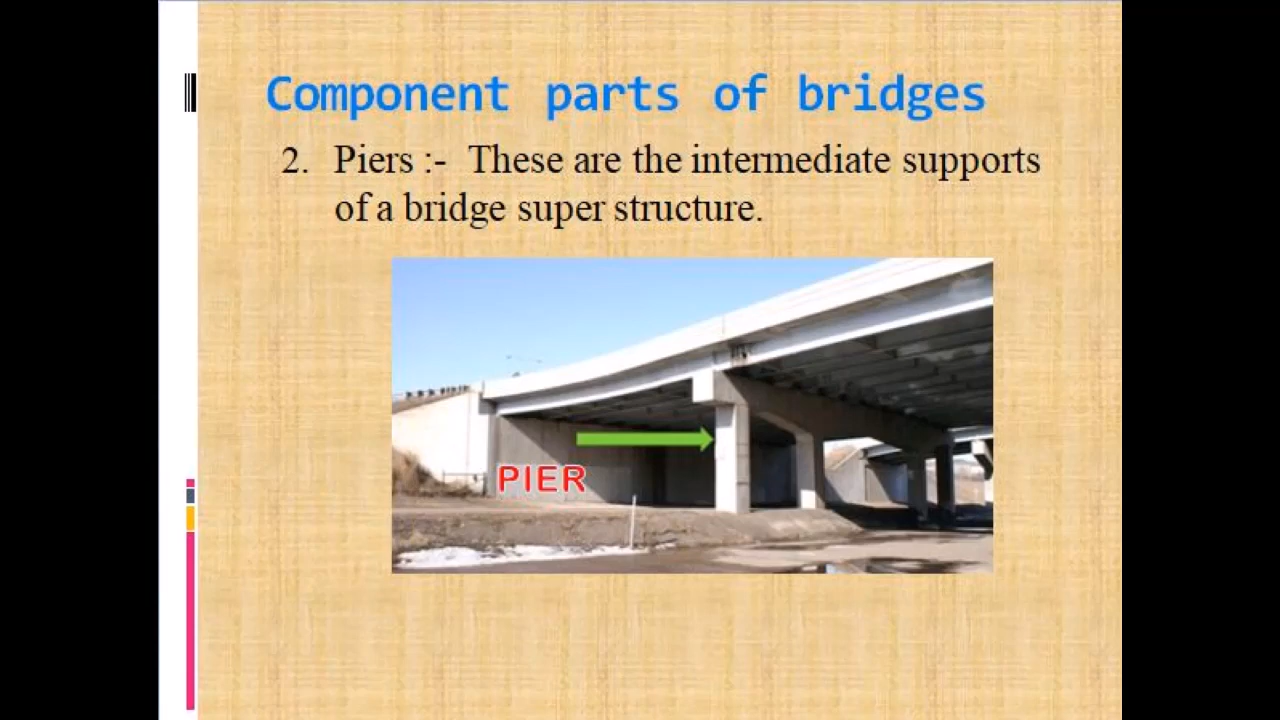 Component parts of bridges
2. Piers :- These are the intermediate supports
of a bridge super structure.
PIER